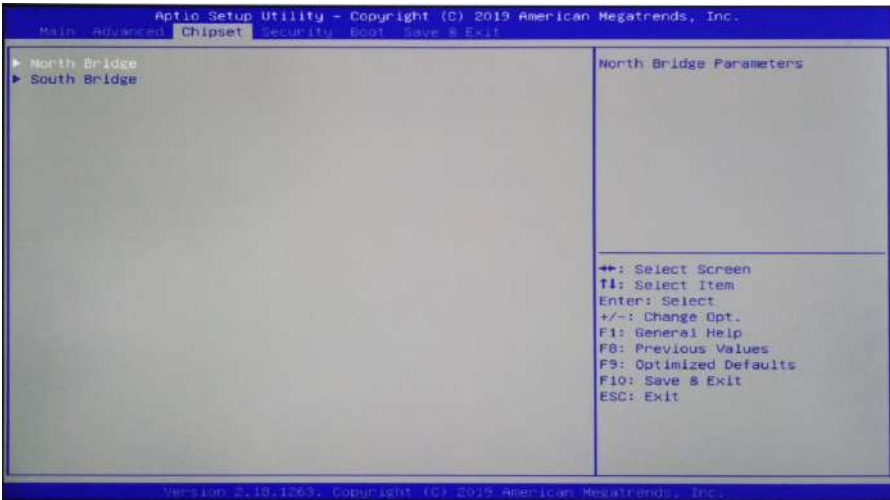 Aptio Setup Utility – Copyright (C) 2019 American Megatrends, Inc.
Main Advanced Chipset Security Boot Save & Exit
▶ North Bridge
▶ South Bridge
North Bridge Parameters
↔: Select Screen
↑↓: Select Item
Enter: Select
+/-: Change Opt.
F1: General Help
F8: Previous Values
F9: Optimized Defaults
F10: Save & Exit
ESC: Exit
Version 2.18.1263. Copyright (C) 2019 American Megatrends, Inc.